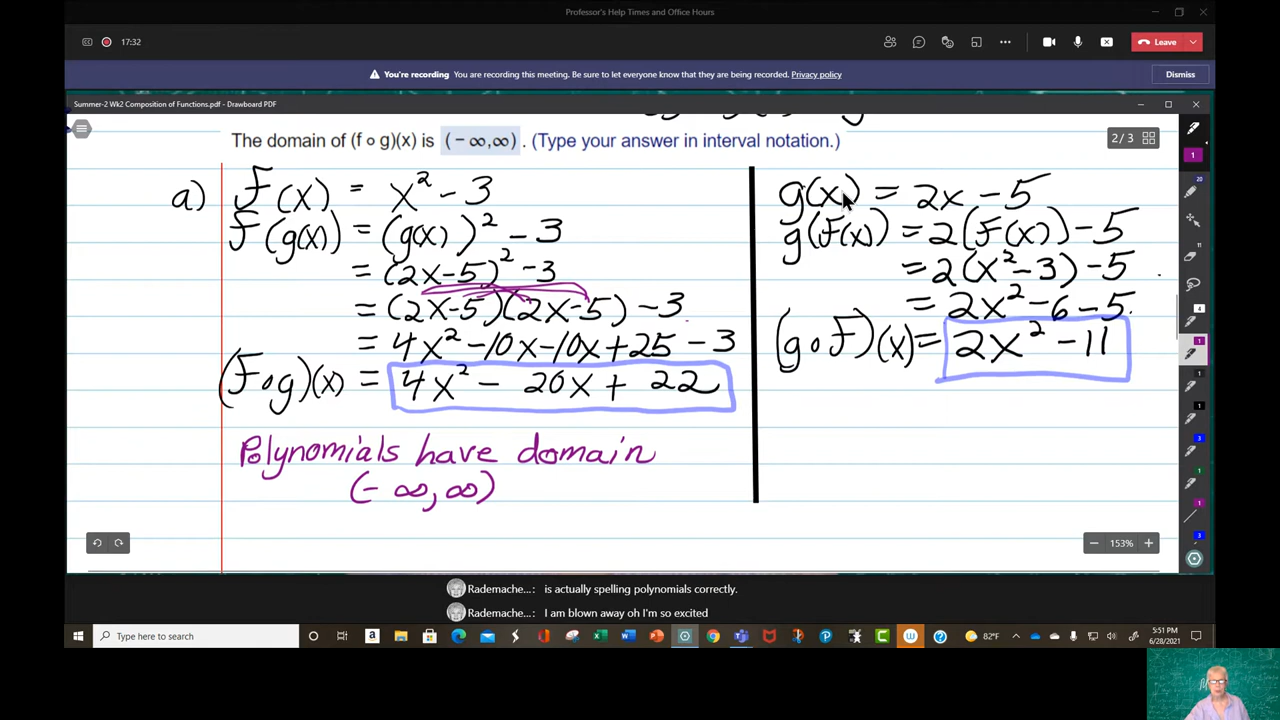 Professor's Help Times and Office Hours
17:32
Leave
You're recording You are recording this meeting. Be sure to let everyone know that they are being recorded. Privacy policy
Dismiss
Summer-2 Wk2 Composition of Functions.pdf - Drawboard PDF
The domain of (f o g)(x) is (-∞,∞). (Type your answer in interval notation.)
2/3
a) F(x) = x² - 3
F(g(x)) = (g(x))² - 3
= (2x-5)² - 3
= (2x-5)(2x-5) - 3
= 4x² - 10x - 10x + 25 - 3
(F∘g)(x) = 4x² - 20x + 22
Polynomials have domain
(-∞, ∞)
g(x) = 2x - 5
g(F(x)) = 2(F(x)) - 5
= 2(x² - 3) - 5
= 2x² - 6 - 5
(g∘F)(x) = 2x² - 11
153%
Rademache...: is actually spelling polynomials correctly.
Rademache...: I am blown away oh I'm so excited
Type here to search
82°F
5:51 PM
6/28/2021